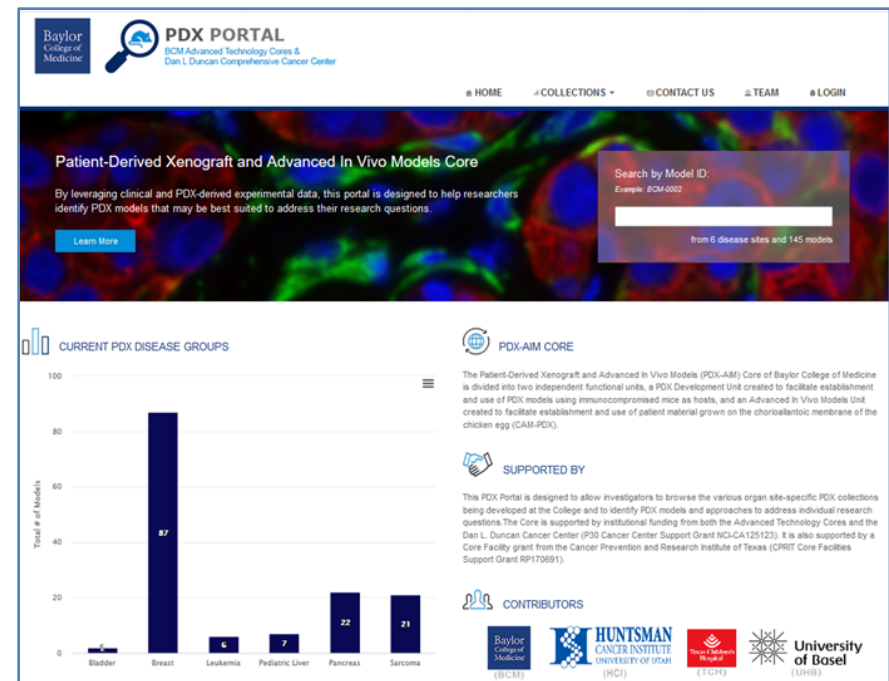 Baylor
College of
Medicine
PDX PORTAL
BCM Advanced Technology Cores &
Dan L Duncan Comprehensive Cancer Center
HOME
COLLECTIONS
CONTACT US
TEAM
LOGIN
Patient-Derived Xenograft and Advanced In Vivo Models Core
By leveraging clinical and PDX-derived experimental data, this portal is designed to help researchers
identify PDX models that may be best suited to address their research questions.
Learn More
Search by Model ID:
Example: BCM-0002
from 6 disease sites and 145 models
CURRENT PDX DISEASE GROUPS
100
80
60
40
20
0
Total # of Models
2
87
6
7
22
21
Bladder
Breast
Leukemia
Pediatric Liver
Pancreas
Sarcoma
PDX-AIM CORE
The Patient-Derived Xenograft and Advanced In Vivo Models (PDX-AIM) Core of Baylor College of Medicine
is divided into two independent functional units, a PDX Development Unit created to facilitate establishment
and use of PDX models using immunocompromised mice as hosts, and an Advanced In Vivo Models Unit
created to facilitate establishment and use of patient material grown on the chorioallantoic membrane of the
chicken egg (CAM-PDX).
SUPPORTED BY
This PDX Portal is designed to allow investigators to browse the various organ site-specific PDX collections
being developed at the College and to identify PDX models and approaches to address individual research
questions.The Core is supported by institutional funding from both the Advanced Technology Cores and the
Dan L. Duncan Cancer Center (P30 Cancer Center Support Grant NCI-CA125123). It is also supported by a
Core Facility grant from the Cancer Prevention and Research Institute of Texas (CPRIT Core Facilities
Support Grant RP170691).
CONTRIBUTORS
Baylor
College of
Medicine
(BCM)
HUNTSMAN
CANCER INSTITUTE
UNIVERSITY OF UTAH
(HCI)
Texas Children's
Hospital
(TCH)
University
of Basel
(UHB)